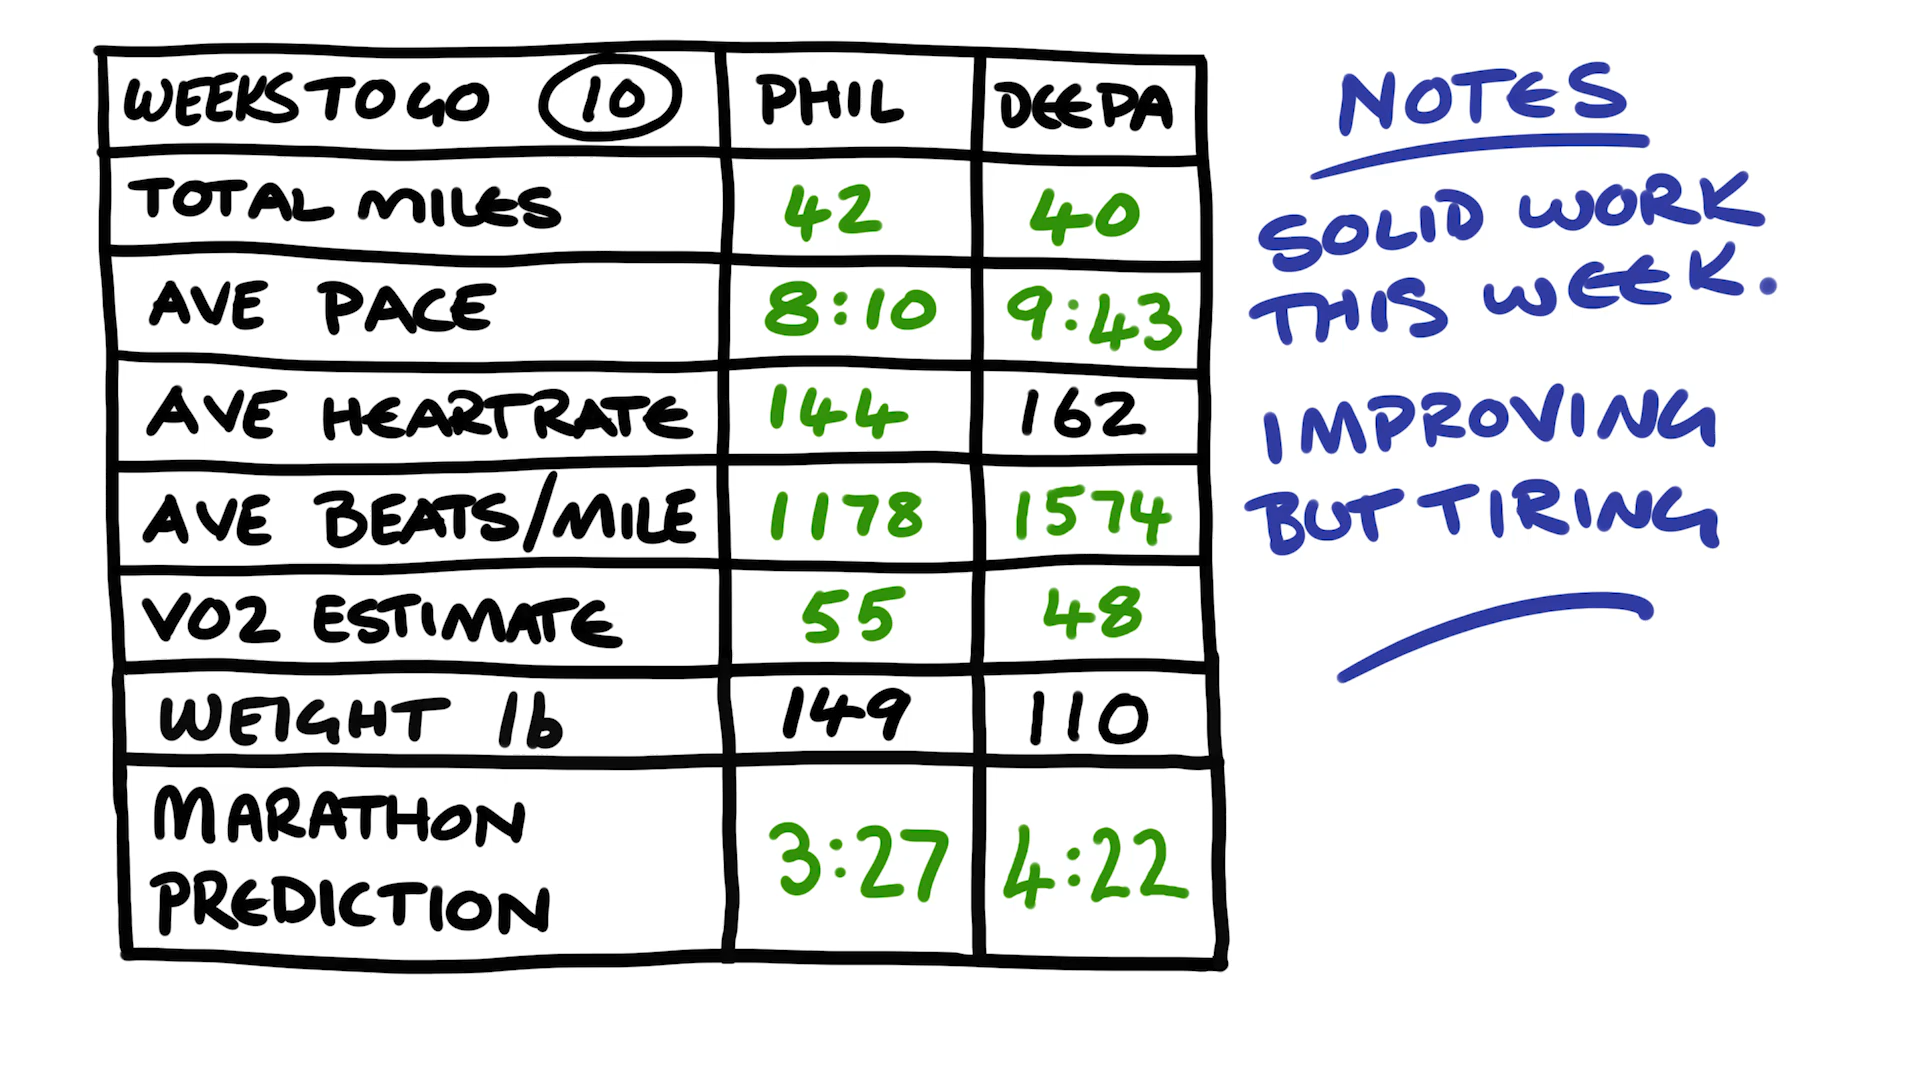 WEEKS TO GO 10 PHIL DEEPA
TOTAL MILES 42 40
AVE PACE 8:10 9:43
AVE HEARTRATE 144 162
AVE BEATS/MILE 1178 1574
VO2 ESTIMATE 55 48
WEIGHT lb 149 110
MARATHON
PREDICTION 3:27 4:22
NOTES
SOLID WORK
THIS WEEK.
IMPROVING
BUT TIRING